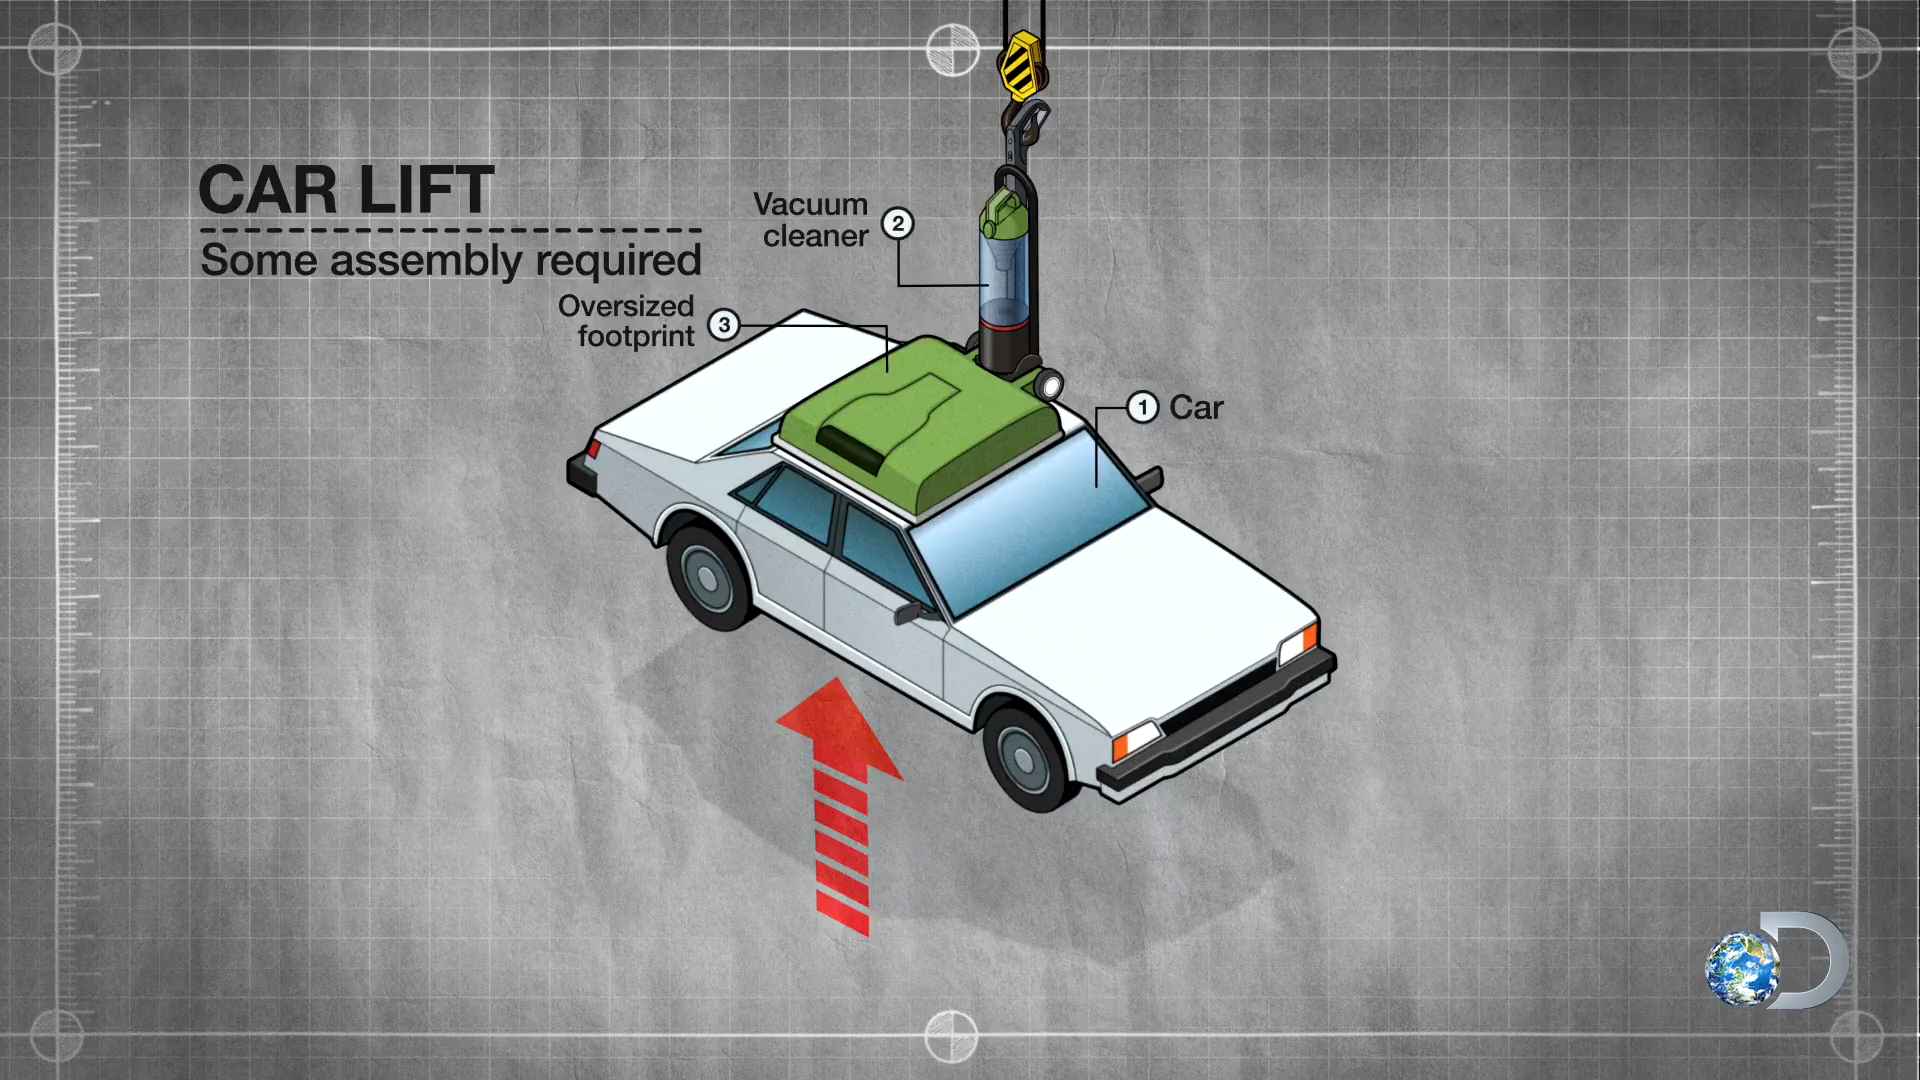 CAR LIFT
Some assembly required
Vacuum
cleaner
2
Oversized
footprint
3
1
Car
D